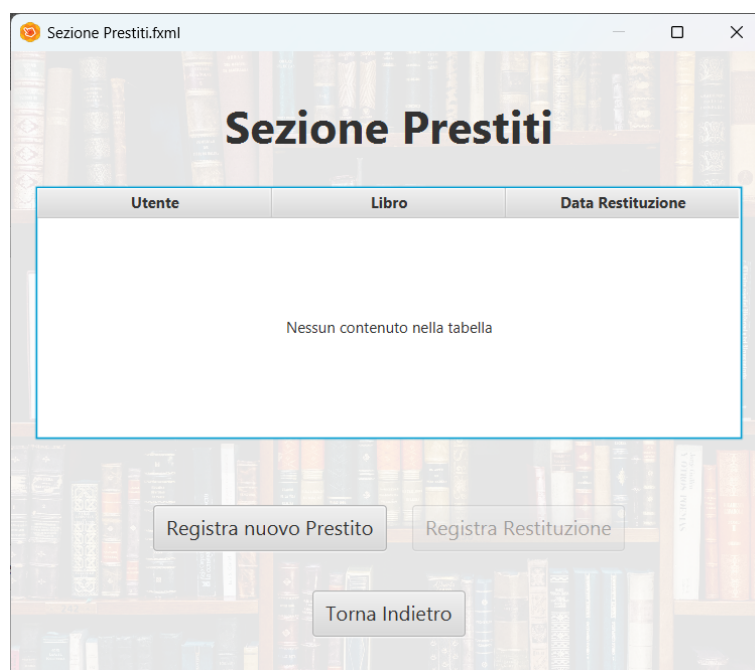 Sezione Prestiti.fxml
Sezione Prestiti
Utente Libro Data Restituzione
Nessun contenuto nella tabella
Registra nuovo Prestito Registra Restituzione
Torna Indietro